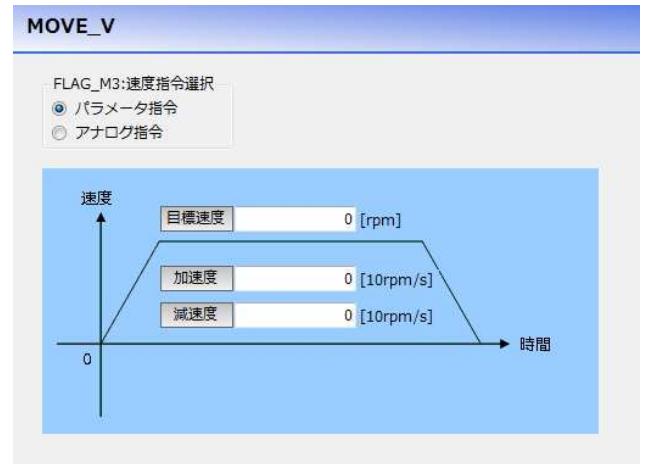 MOVE_V
FLAG_M3:速度指令選択
パラメータ指令
アナログ指令
速度
目標速度 0 [rpm]
加速度 0 [10rpm/s]
減速度 0 [10rpm/s]
時間
0